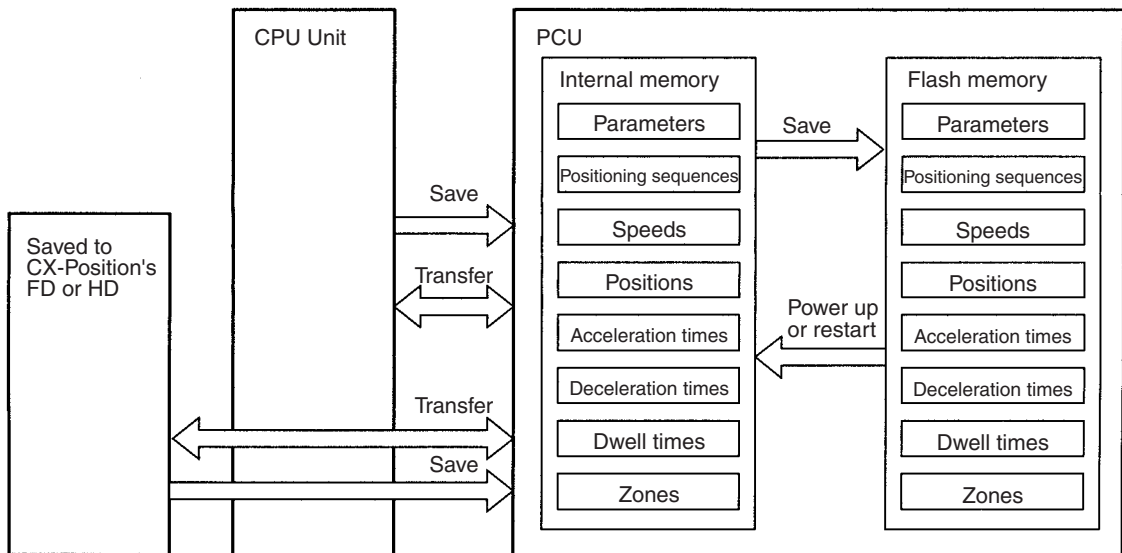 CPU Unit
PCU
Internal memory
Flash memory
Parameters
Positioning sequences
Speeds
Positions
Acceleration times
Deceleration times
Dwell times
Zones
Save
Power up
or restart
Parameters
Positioning sequences
Speeds
Positions
Acceleration times
Deceleration times
Dwell times
Zones
Save
Transfer
Transfer
Save
Saved to
CX-Position's
FD or HD